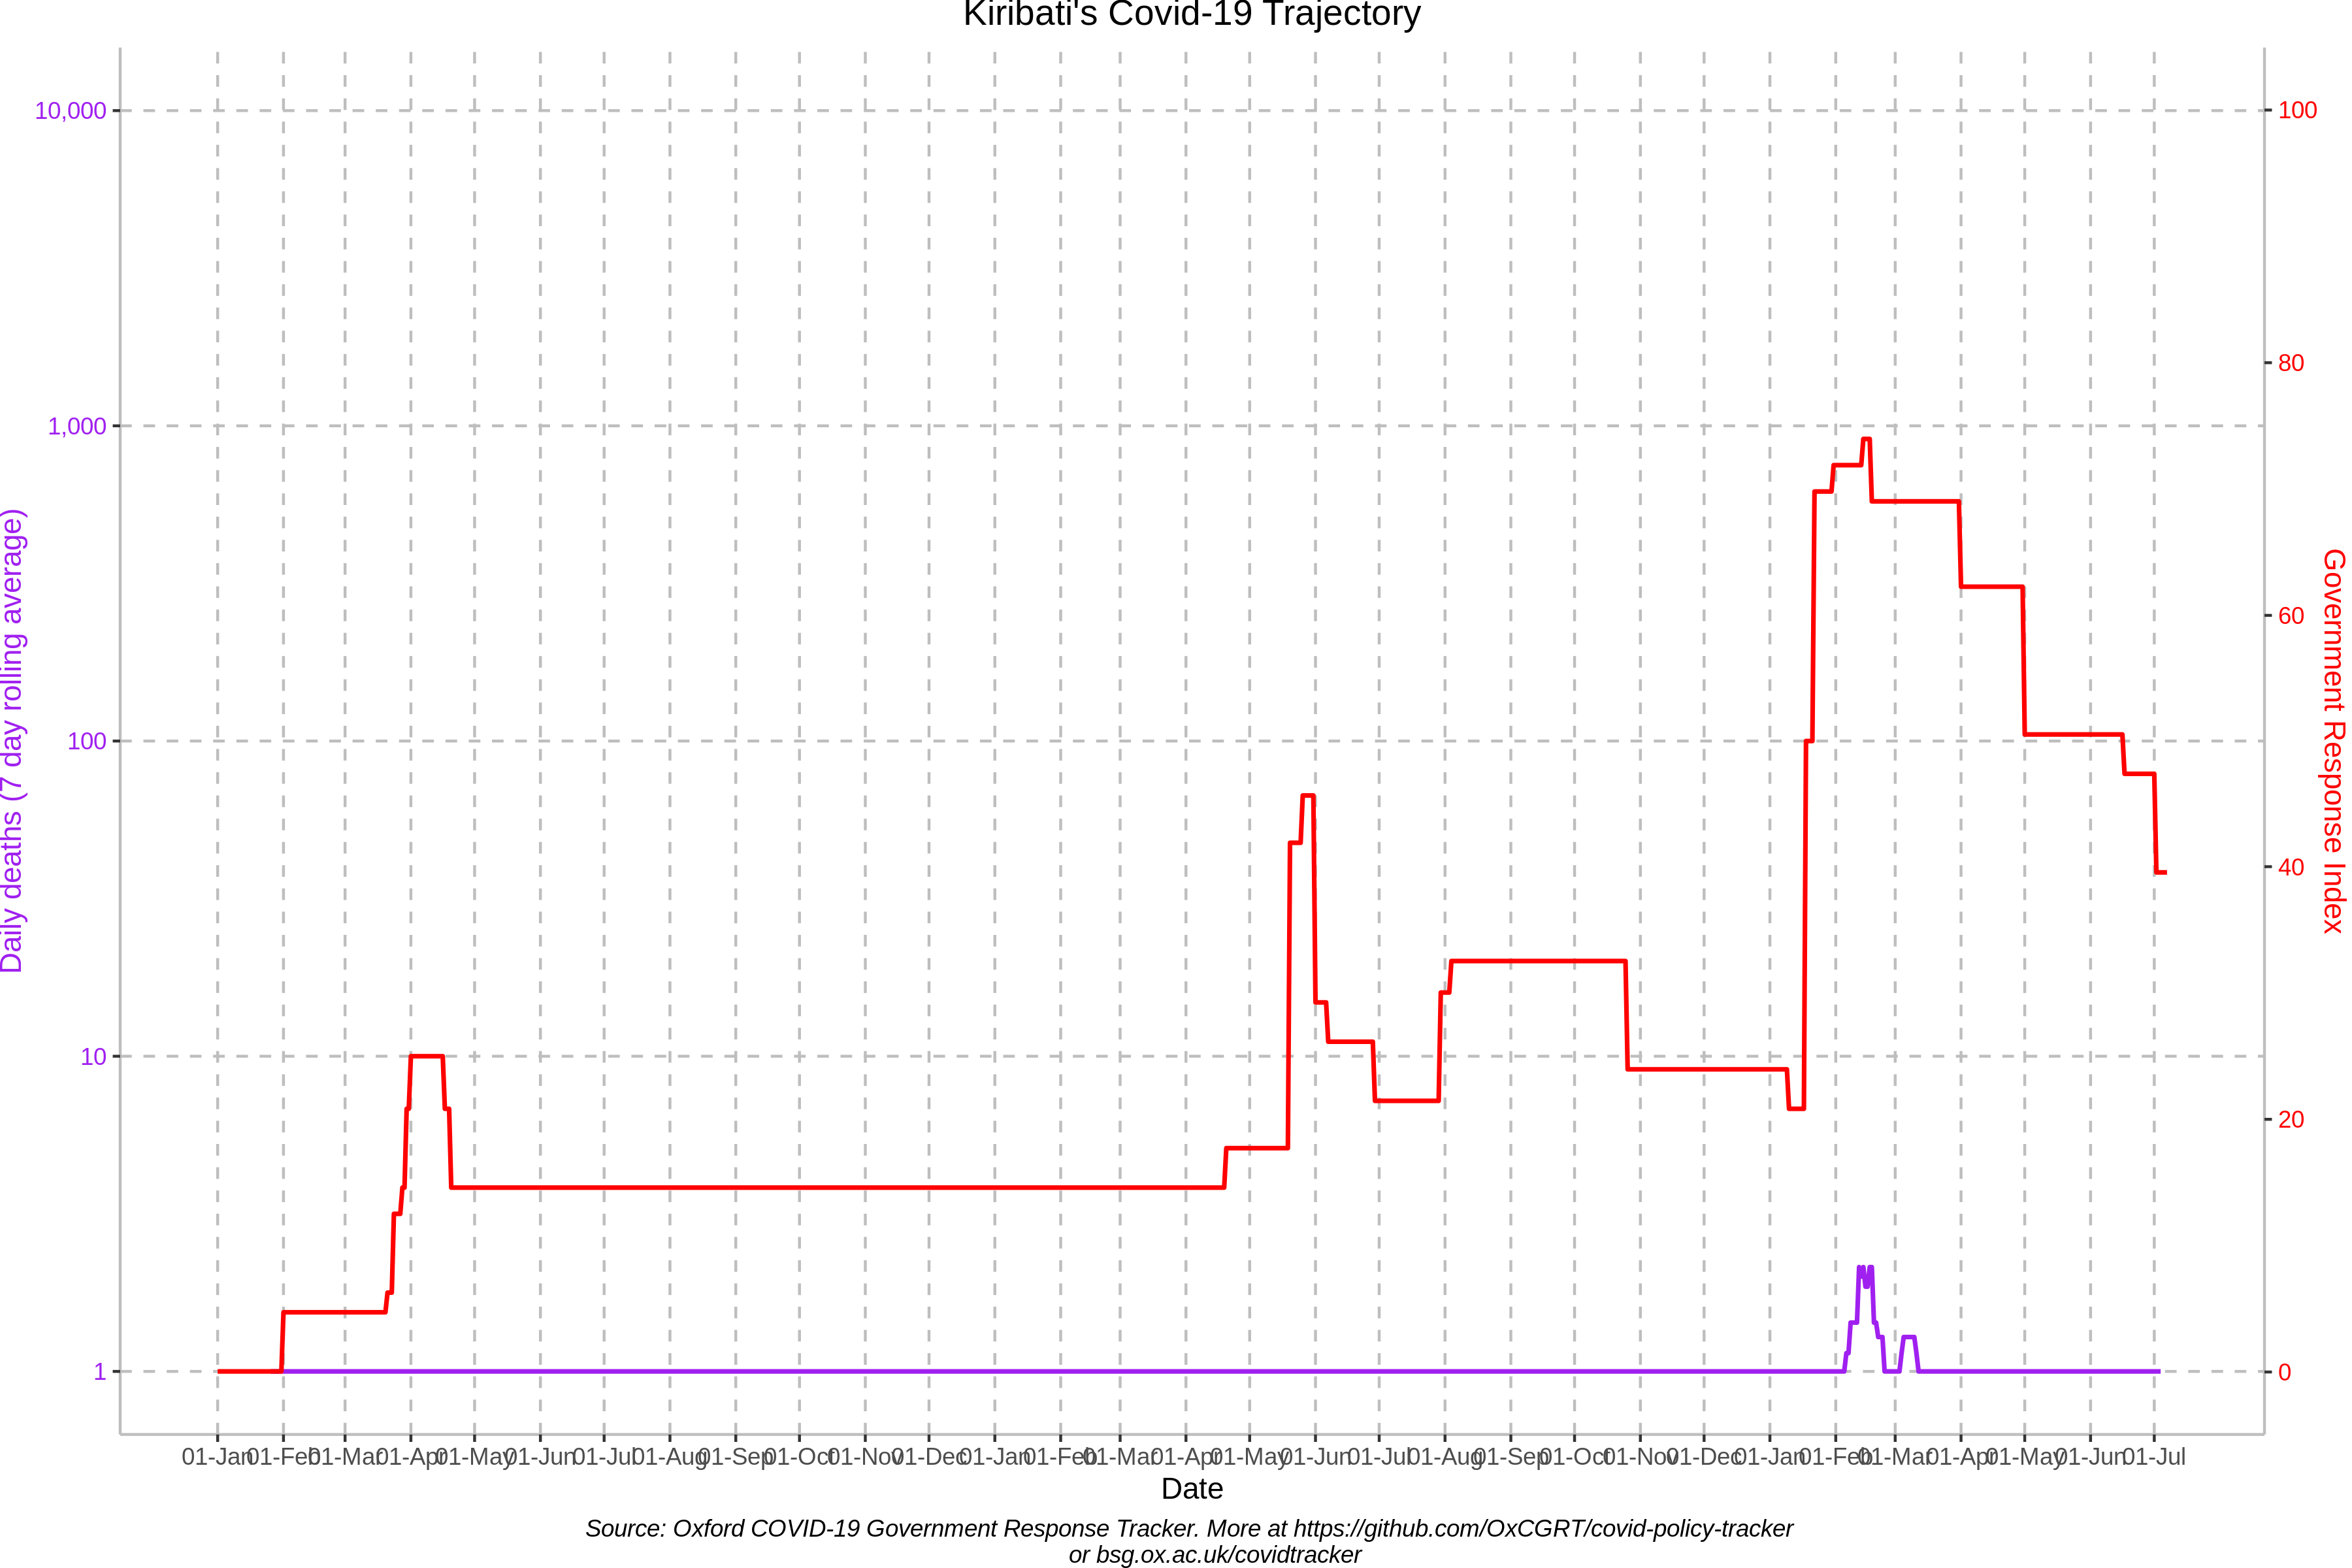 Kiribati's Covid-19 Trajectory
10,000
1,000
100
10
1
Daily deaths (7 day rolling average)
100
80
60
40
20
0
Government Response Index
01-Jan 01-Feb 01-Mar 01-Apr 01-May 01-Jun 01-Jul 01-Aug 01-Sep 01-Oct 01-Nov 01-Dec 01-Jan 01-Feb 01-Mar 01-Apr 01-May 01-Jun 01-Jul 01-Aug 01-Sep 01-Oct 01-Nov 01-Dec 01-Jan 01-Feb 01-Mar 01-Apr 01-May 01-Jun 01-Jul
Date
Source: Oxford COVID-19 Government Response Tracker. More at https://github.com/OxCGRT/covid-policy-tracker
or bsg.ox.ac.uk/covidtracker